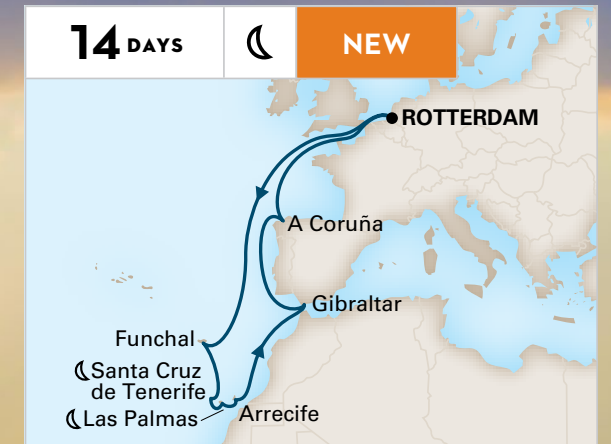 14 DAYS
NEW
ROTTERDAM
A Coruña
Gibraltar
Funchal
Santa Cruz
de Tenerife
Las Palmas
Arrecife